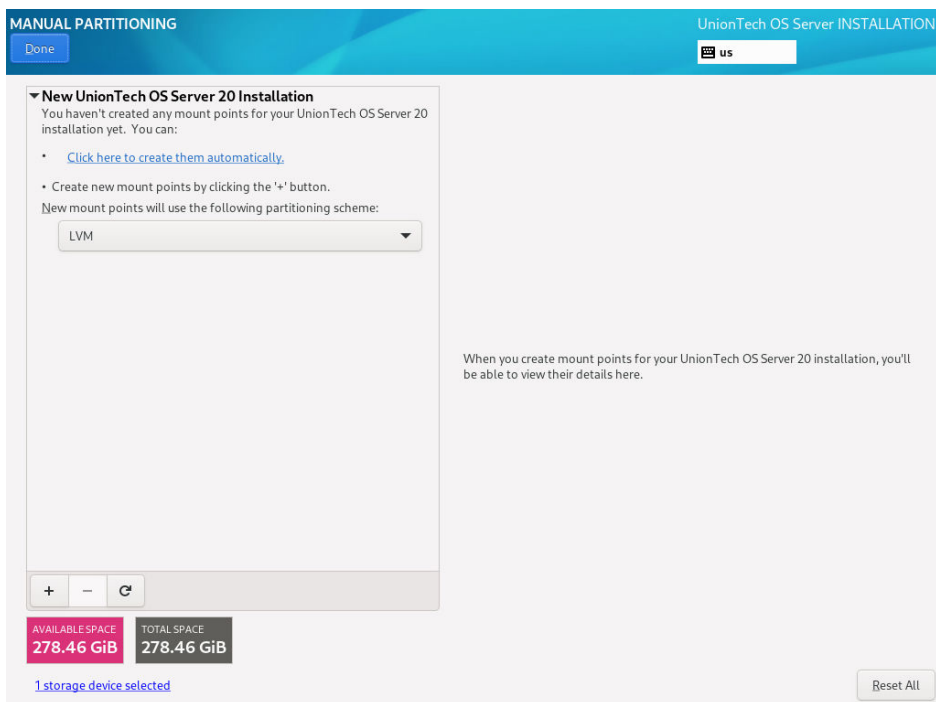 MANUAL PARTITIONING
UnionTech OS Server INSTALLATION
Done
us
New UnionTech OS Server 20 Installation
You haven't created any mount points for your UnionTech OS Server 20
installation yet. You can:
• Click here to create them automatically.
• Create new mount points by clicking the '+' button.
New mount points will use the following partitioning scheme:
LVM
When you create mount points for your UnionTech OS Server 20 installation, you'll
be able to view their details here.
+ −
AVAILABLE SPACE
278.46 GiB
TOTAL SPACE
278.46 GiB
1 storage device selected
Reset All